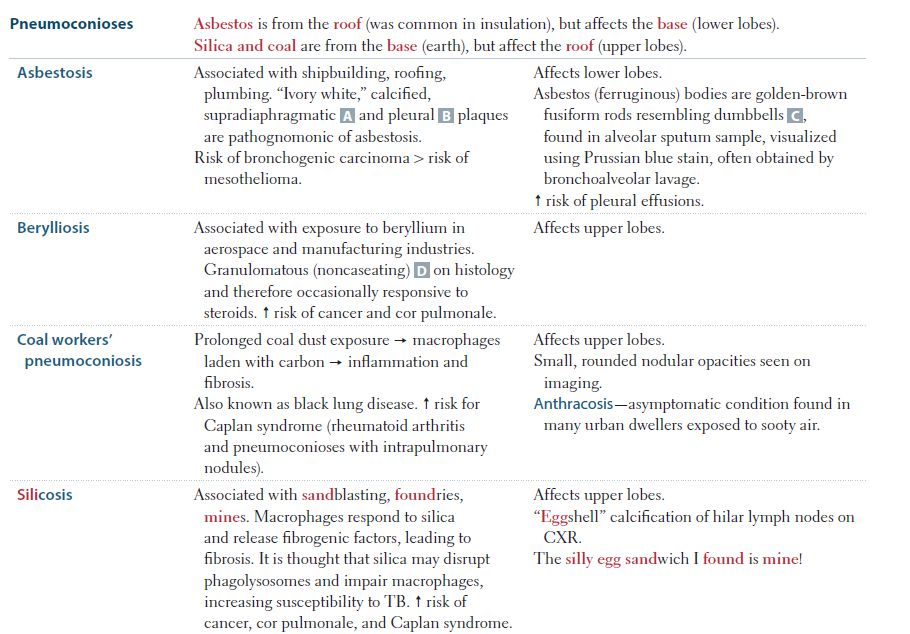 Pneumoconioses
Asbestos is from the roof (was common in insulation), but affects the base (lower lobes).
Silica and coal are from the base (earth), but affect the roof (upper lobes).
Asbestosis
Associated with shipbuilding, roofing,
plumbing. “Ivory white,” calcified,
supradiaphragmatic A and pleural B plaques
are pathognomonic of asbestosis.
Risk of bronchogenic carcinoma > risk of
mesothelioma.
Affects lower lobes.
Asbestos (ferruginous) bodies are golden-brown
fusiform rods resembling dumbbells C,
found in alveolar sputum sample, visualized
using Prussian blue stain, often obtained by
bronchoalveolar lavage.
↑ risk of pleural effusions.
Berylliosis
Associated with exposure to beryllium in
aerospace and manufacturing industries.
Granulomatous (noncaseating) D on histology
and therefore occasionally responsive to
steroids. ↑ risk of cancer and cor pulmonale.
Affects upper lobes.
Coal workers’
pneumoconiosis
Prolonged coal dust exposure → macrophages
laden with carbon → inflammation and
fibrosis.
Also known as black lung disease. ↑ risk for
Caplan syndrome (rheumatoid arthritis
and pneumoconioses with intrapulmonary
nodules).
Affects upper lobes.
Small, rounded nodular opacities seen on
imaging.
Anthracosis—asymptomatic condition found in
many urban dwellers exposed to sooty air.
Silicosis
Associated with sandblasting, foundries,
mines. Macrophages respond to silica
and release fibrogenic factors, leading to
fibrosis. It is thought that silica may disrupt
phagolysosomes and impair macrophages,
increasing susceptibility to TB. ↑ risk of
cancer, cor pulmonale, and Caplan syndrome.
Affects upper lobes.
“Eggshell” calcification of hilar lymph nodes on
CXR.
The silly egg sandwich I found is mine!